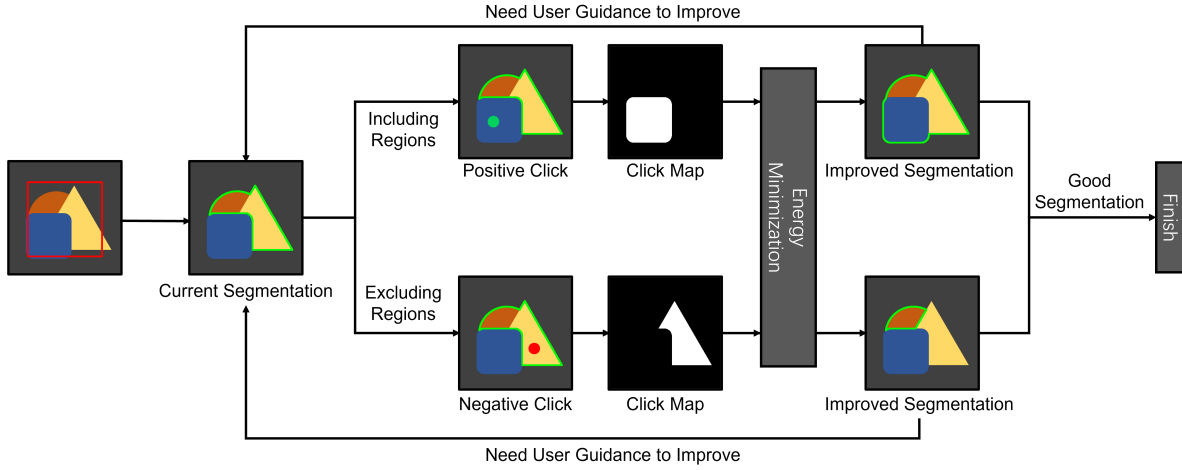 Need User Guidance to Improve
Including
Regions
Positive Click
Click Map
Improved Segmentation
Energy
Minimization
Good
Segmentation
Finish
Current Segmentation
Excluding
Regions
Negative Click
Click Map
Improved Segmentation
Need User Guidance to Improve